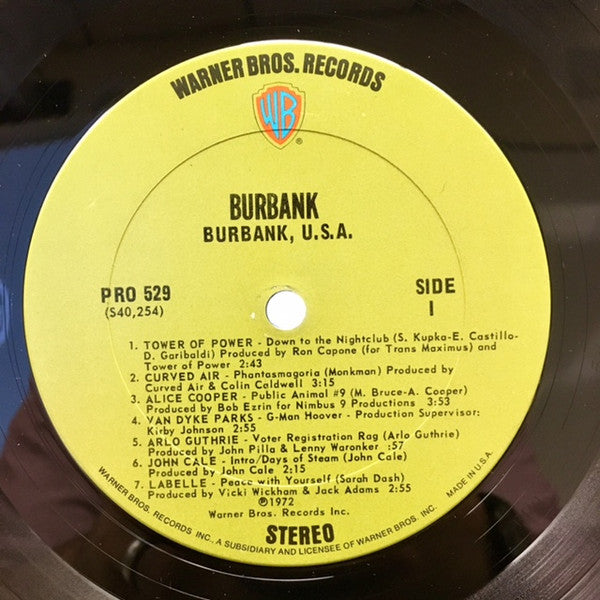 WARNER BROS. RECORDS
WB
®
BURBANK
BURBANK, U.S.A.
PRO 529
(S40,254)
SIDE
I
1. TOWER OF POWER - Down to the Nightclub (S. Kupka-E. Castillo-
D. Garibaldi) Produced by Ron Capone (for Trans Maximus) and
Tower of Power 2:43
2. CURVED AIR - Phantasmagoria (Monkman) Produced by
Curved Air & Colin Caldwell 3:15
3. ALICE COOPER - Public Animal #9 (M. Bruce-A. Cooper)
Produced by Bob Ezrin for Nimbus 9 Productions 3:53
4. VAN DYKE PARKS - G-Man Hoover - Production Supervisor:
Kirby Johnson 2:55
5. ARLO GUTHRIE - Voter Registration Rag (Arlo Guthrie)
Produced by John Pilla & Lenny Waronker :57
6. JOHN CALE - Intro/Days of Steam (John Cale)
Produced by John Cale 2:15
7. LABELLE - Peace with Yourself (Sarah Dash)
Produced by Vicki Wickham & Jack Adams 2:55
℗1972
Warner Bros. Records Inc.
STEREO
WARNER BROS. RECORDS INC., A SUBSIDIARY AND LICENSEE OF WARNER BROS. INC. MADE IN U.S.A.